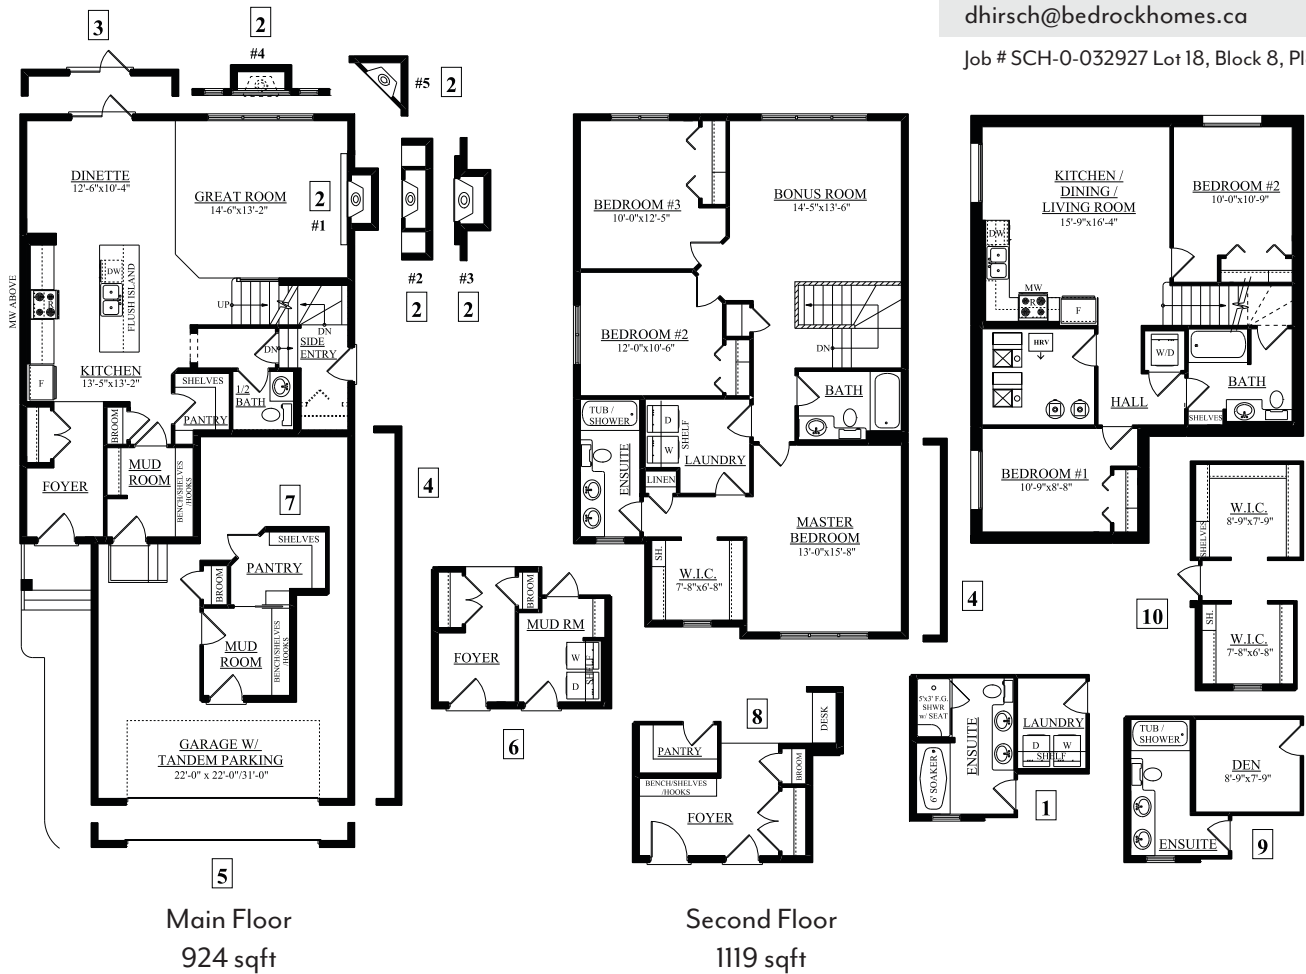 dhirsch@bedrockhomes.ca
Job # SCH-0-032927 Lot 18, Block 8, Pl
3
2
#4
#5
2
DINETTE
12'-6"x10'-4"
GREAT ROOM
14'-6"x13'-2"
2
#1
#2
2
#3
2
MW ABOVE
DW
FLUSH ISLAND
R
F
KITCHEN
13'-5"x13'-2"
UP
DN
DN
SIDE
ENTRY
SHELVES
PANTRY
1/2
BATH
BROOM
MUD
ROOM
BENCH/SHELVES
/HOOKS
FOYER
4
7
SHELVES
PANTRY
BROOM
MUD
ROOM
BENCH/SHELVES
/HOOKS
GARAGE W/
TANDEM PARKING
22'-0" x 22'-0"/31'-0"
5
Main Floor
924 sqft
BROOM
MUD RM
FOYER
W
D
SHELF
6
BEDROOM #3
10'-0"x12'-5"
BONUS ROOM
14'-5"x13'-6"
BEDROOM #2
12'-0"x10'-6"
DN
BATH
TUB /
SHOWER
D
W
SHELF
LAUNDRY
ENSUITE
LINEN
MASTER
BEDROOM
13'-0"x15'-8"
SH.
W.I.C.
7'-8"x6'-8"
4
8
DESK
PANTRY
BROOM
BENCH/SHELVES
/HOOKS
FOYER
Second Floor
1119 sqft
KITCHEN /
DINING /
LIVING ROOM
15'-9"x16'-4"
BEDROOM #2
10'-0"x10'-9"
DW
MW
R
F
HRV
W/D
HALL
BATH
SHELVES
BEDROOM #1
10'-9"x8'-8"
W.I.C.
8'-9"x7'-9"
SHELVES
10
SH.
W.I.C.
7'-8"x6'-8"
5'x3' F.G.
SHWR
w/ SEAT
ENSUITE
6' SOAKER
LAUNDRY
D
W
SHELF
1
TUB /
SHOWER
DEN
8'-9"x7'-9"
ENSUITE
9